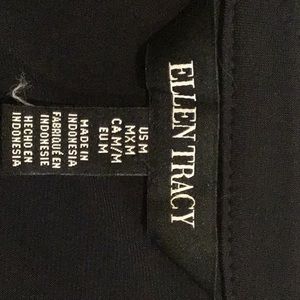 ELLEN TRACY
US M
MX M
CA M/M
EU M
MADE IN
INDONESIA
FABRIQUÉ EN
INDONÉSIE
HECHO EN
INDONESIA